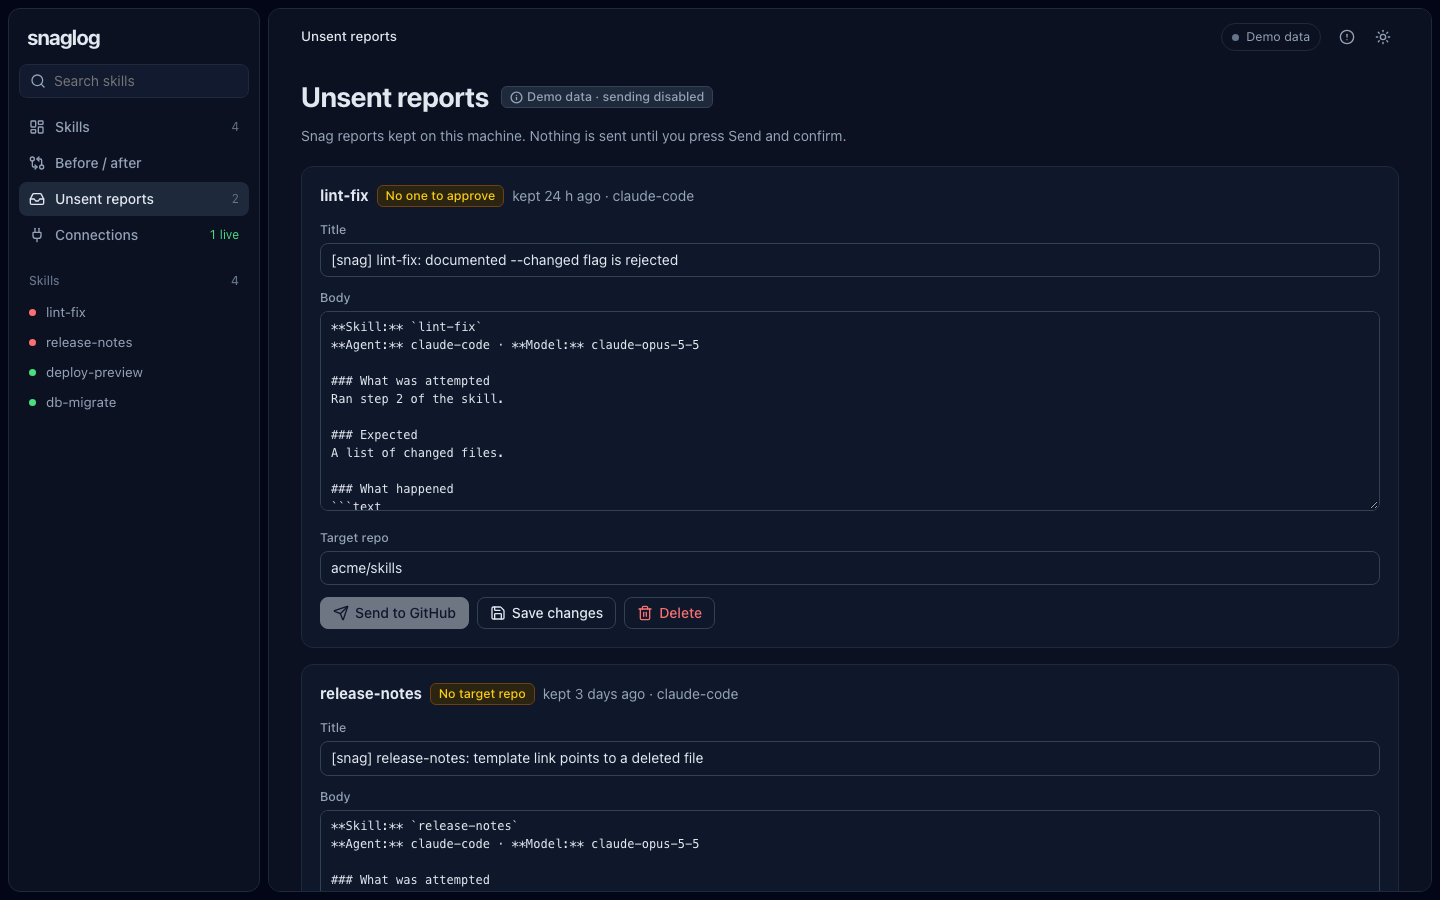 snaglog
Search skills
Skills 4
Before / after
Unsent reports 2
Connections 1 live
Skills 4
lint-fix
release-notes
deploy-preview
db-migrate
Unsent reports
Demo data
Unsent reports
Demo data · sending disabled
Snag reports kept on this machine. Nothing is sent until you press Send and confirm.
lint-fix No one to approve kept 24 h ago · claude-code
Title
[snag] lint-fix: documented --changed flag is rejected
Body
**Skill:** `lint-fix`
**Agent:** claude-code · **Model:** claude-opus-5-5
### What was attempted
Ran step 2 of the skill.
### Expected
A list of changed files.
### What happened
```text
Target repo
acme/skills
Send to GitHub Save changes Delete
release-notes No target repo kept 3 days ago · claude-code
Title
[snag] release-notes: template link points to a deleted file
Body
**Skill:** `release-notes`
**Agent:** claude-code · **Model:** claude-opus-5-5
### What was attempted